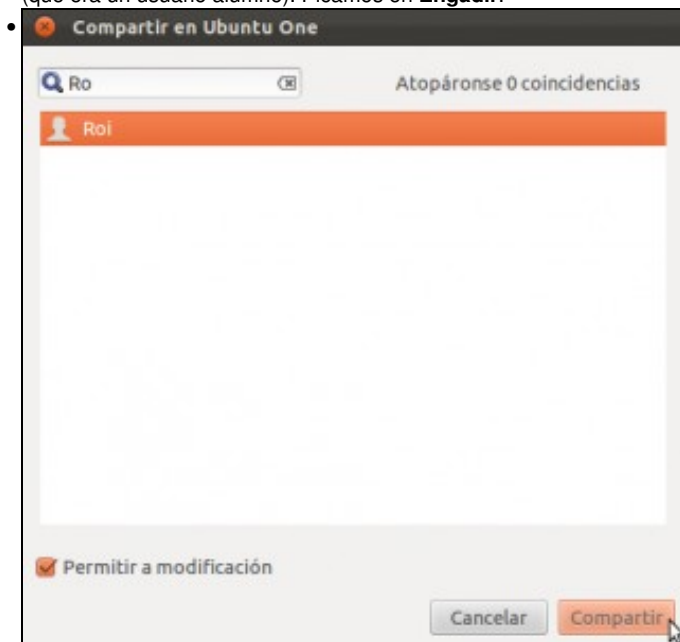 (que era un usuario alumno). Picamos en Engadir.
• Compartir en Ubuntu One
Ro Atopáronse 0 coincidencias
Roi
Permitir a modificación
Cancelar Compartir